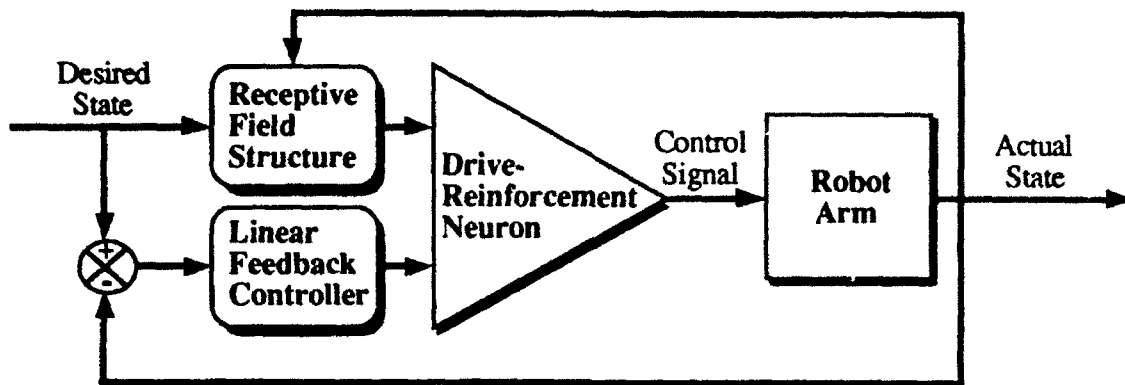 Desired
State
Receptive
Field
Structure
+
-
Linear
Feedback
Controller
Drive-
Reinforcement
Neuron
Control
Signal
Robot
Arm
Actual
State